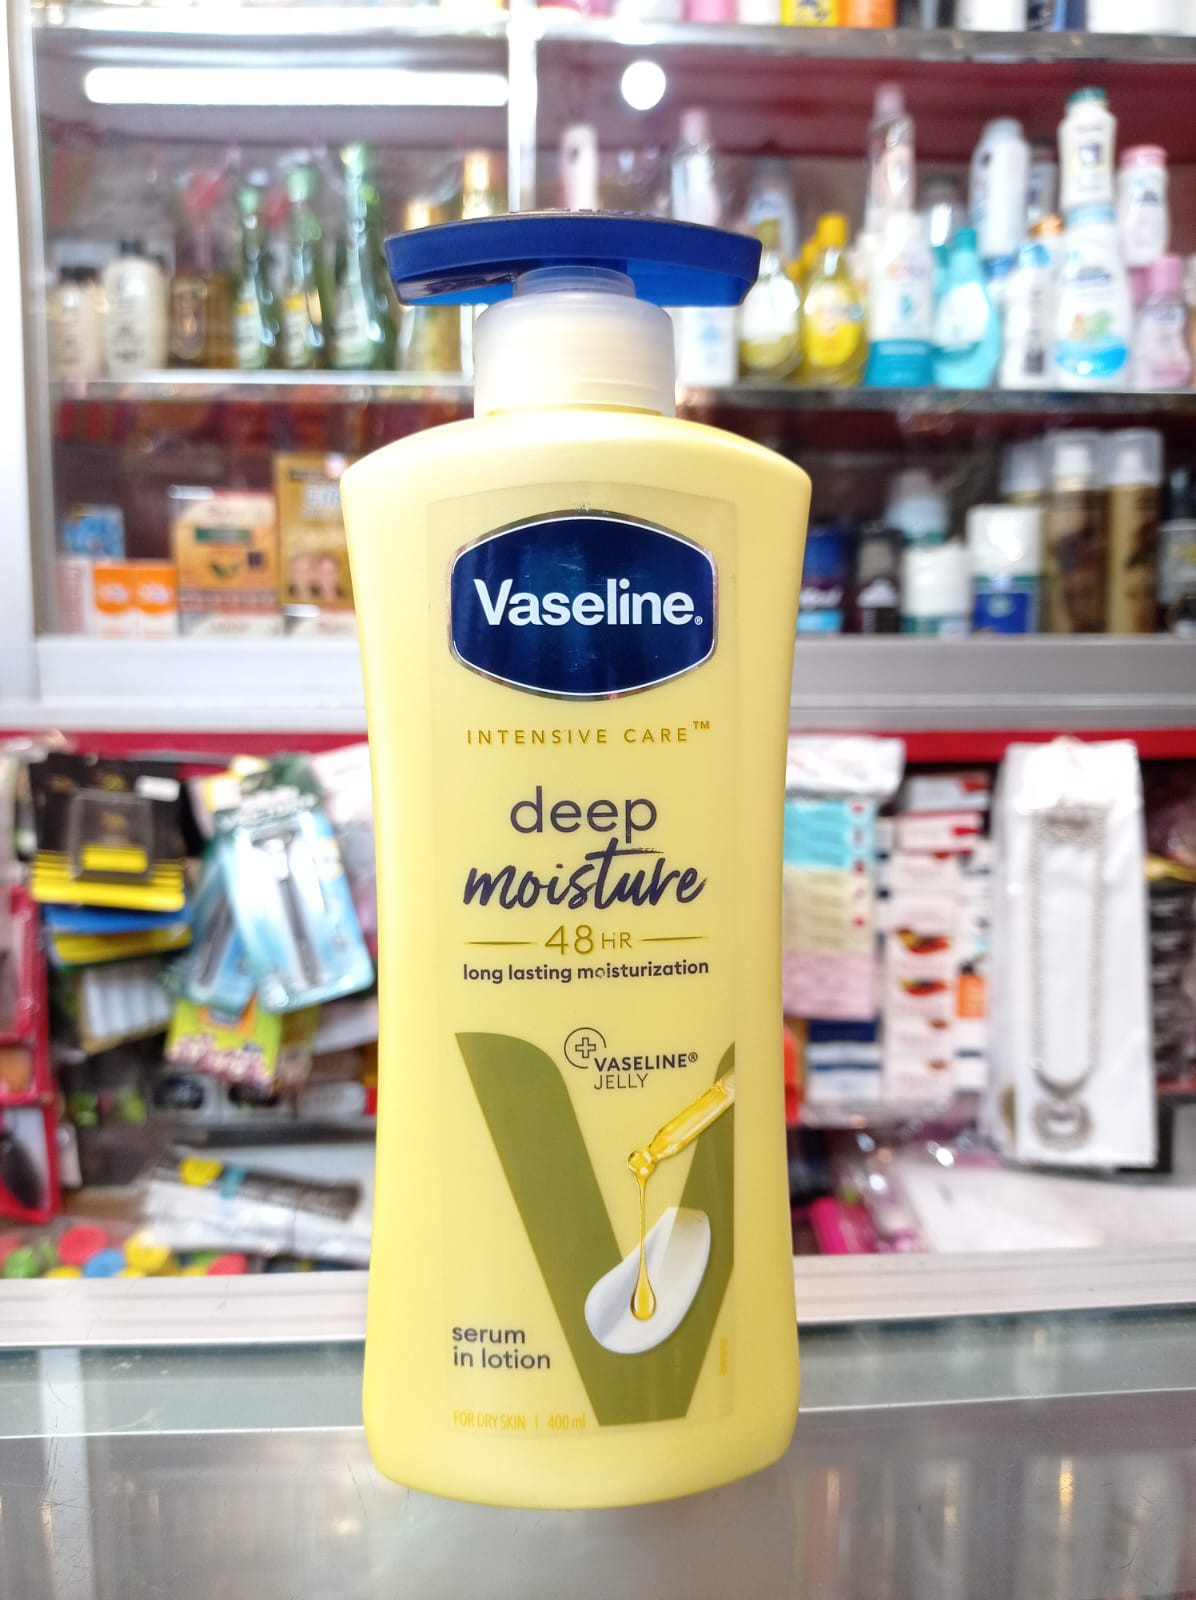 Vaseline®
INTENSIVE CARE™
deep
moisture
48 HR
long lasting moisturization
VASELINE®
JELLY
serum
in lotion
FOR DRY SKIN | 400 ml